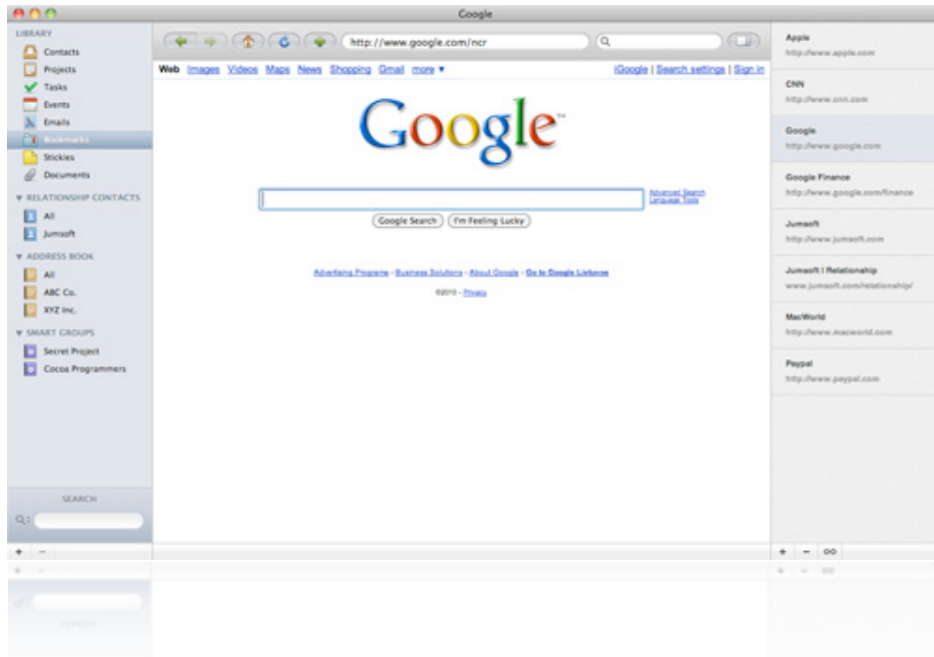 Google
LIBRARY
Contacts
Projects
Tasks
Events
Emails
Bookmarks
Stickies
Documents
▼ RELATIONSHIP CONTACTS
All
Jumsoft
▼ ADDRESS BOOK
All
ABC Co.
XYZ Inc.
▼ SMART GROUPS
Secret Project
Cocoa Programmers
SEARCH
+ −
http://www.google.com/ncr
Web Images Videos Maps News Shopping Gmail more ▼
iGoogle | Search settings | Sign in
Google™
Advanced Search
Language Tools
Google Search I'm Feeling Lucky
Advertising Programs - Business Solutions - About Google - Go to Google Lietuvos
©2010 - Privacy
Apple
http://www.apple.com
CNN
http://www.cnn.com
Google
http://www.google.com
Google Finance
http://www.google.com/finance
Jumsoft
http://www.jumsoft.com
Jumsoft | Relationship
www.jumsoft.com/relationship/
MacWorld
http://www.macworld.com
Paypal
http://www.paypal.com
+ − ∞